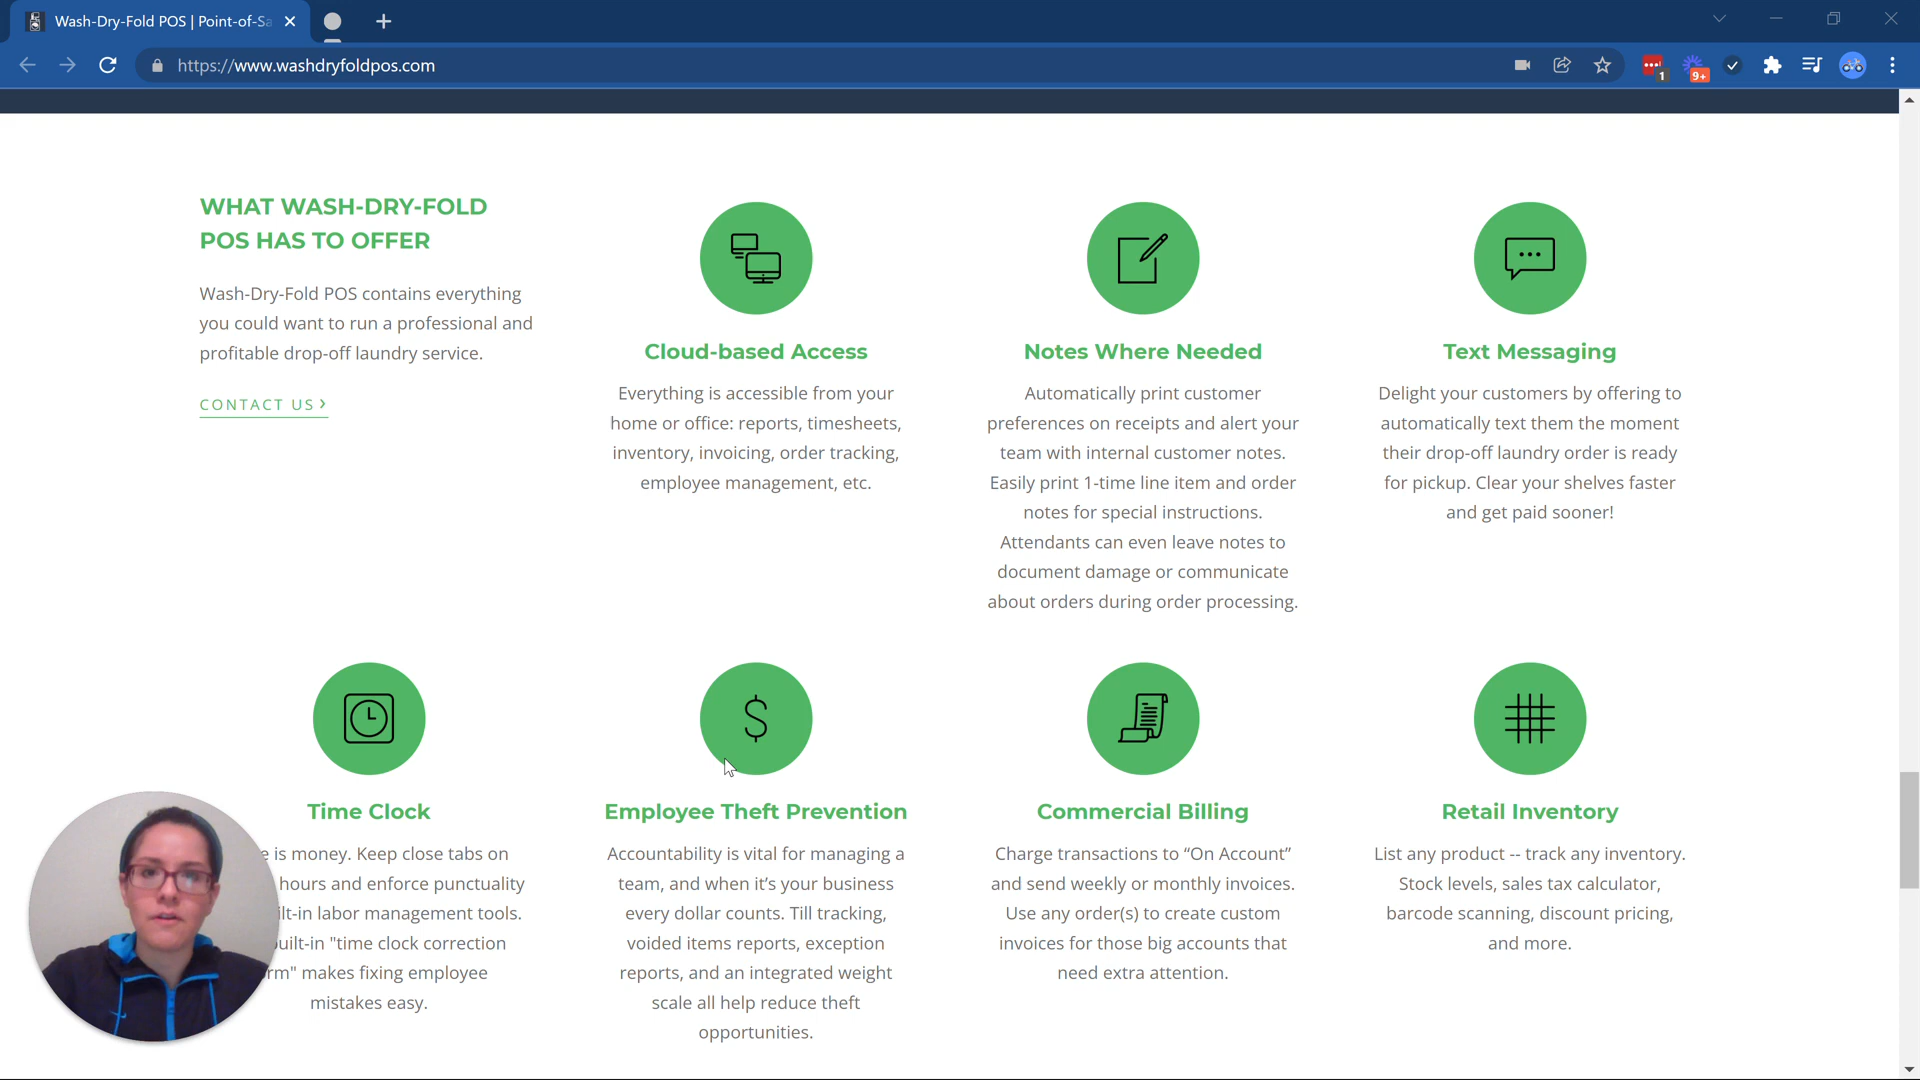 Wash-Dry-Fold POS | Point-of-Sa
https://www.washdryfoldpos.com
1
9+
WHAT WASH-DRY-FOLD
POS HAS TO OFFER
Wash-Dry-Fold POS contains everything
you could want to run a professional and
profitable drop-off laundry service.
CONTACT US ›
Cloud-based Access
Everything is accessible from your
home or office: reports, timesheets,
inventory, invoicing, order tracking,
employee management, etc.
Notes Where Needed
Automatically print customer
preferences on receipts and alert your
team with internal customer notes.
Easily print 1-time line item and order
notes for special instructions.
Attendants can even leave notes to
document damage or communicate
about orders during order processing.
Text Messaging
Delight your customers by offering to
automatically text them the moment
their drop-off laundry order is ready
for pickup. Clear your shelves faster
and get paid sooner!
Time Clock
is money. Keep close tabs on
hours and enforce punctuality
labor management tools.
"time clock correction
makes fixing employee
mistakes easy.
$
Employee Theft Prevention
Accountability is vital for managing a
team, and when it’s your business
every dollar counts. Till tracking,
voided items reports, exception
reports, and an integrated weight
scale all help reduce theft
opportunities.
Commercial Billing
Charge transactions to “On Account”
and send weekly or monthly invoices.
Use any order(s) to create custom
invoices for those big accounts that
need extra attention.
Retail Inventory
List any product -- track any inventory.
Stock levels, sales tax calculator,
barcode scanning, discount pricing,
and more.